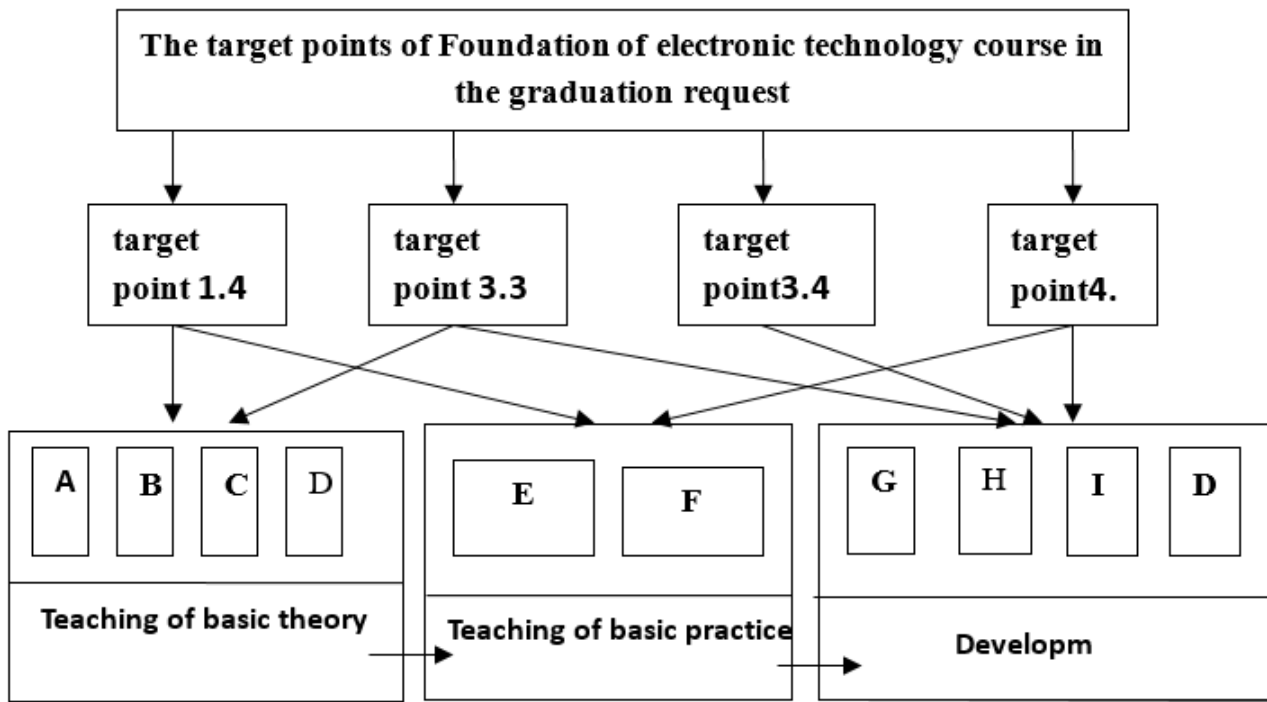 The target points of Foundation of electronic technology course in
the graduation request
target
point 1.4
target
point 3.3
target
point3.4
target
point4.
A
B
C
D
E
F
G
H
I
D
Teaching of basic theory
Teaching of basic practice
Developm